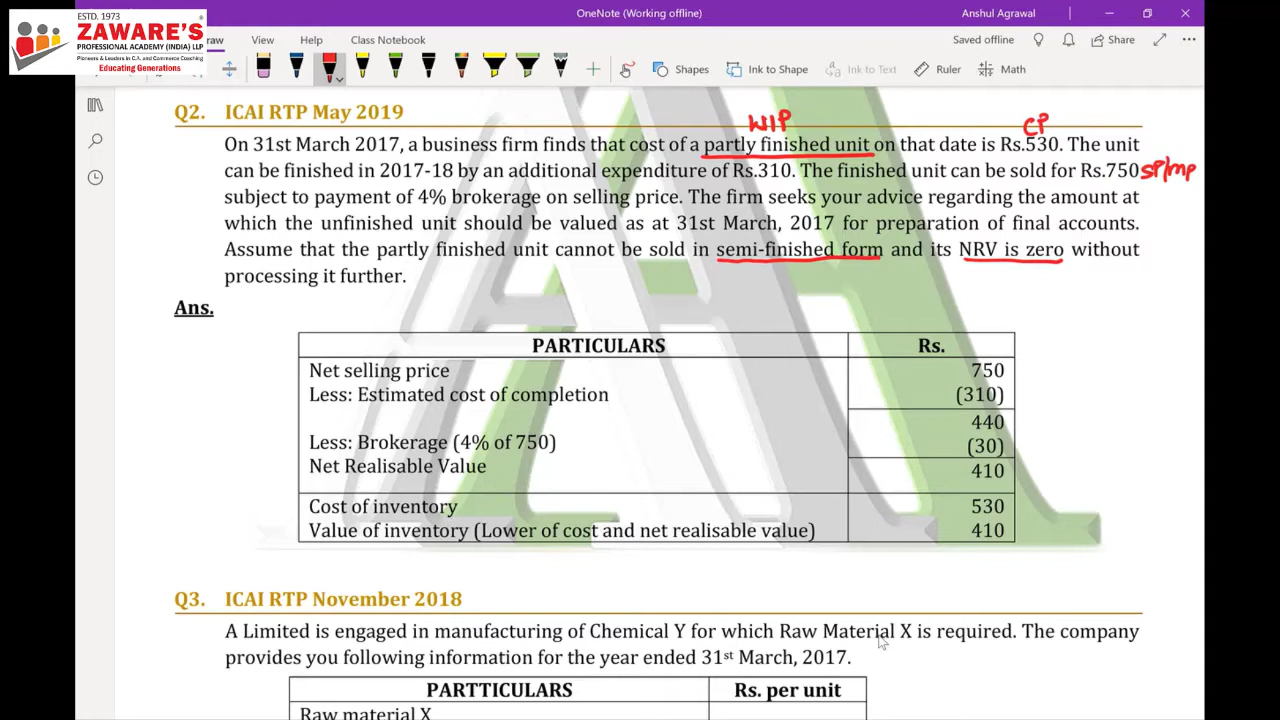 ESTD. 1973
ZAWARE'S
PROFESSIONAL ACADEMY (INDIA) LLP
Pioneers & Leaders in C.A. and Commerce Coaching
Educating Generations
OneNote (Working offline)
Anshul Agrawal
raw View Help Class Notebook
Saved offline Share
Shapes Ink to Shape Ink to Text Ruler Math
Q2. ICAI RTP May 2019
WIP CP
On 31st March 2017, a business firm finds that cost of a partly finished unit on that date is Rs.530. The unit
can be finished in 2017-18 by an additional expenditure of Rs.310. The finished unit can be sold for Rs.750 SP/MP
subject to payment of 4% brokerage on selling price. The firm seeks your advice regarding the amount at
which the unfinished unit should be valued as at 31st March, 2017 for preparation of final accounts.
Assume that the partly finished unit cannot be sold in semi-finished form and its NRV is zero without
processing it further.
Ans.
PARTICULARS Rs.
Net selling price 750
Less: Estimated cost of completion (310)
440
Less: Brokerage (4% of 750) (30)
Net Realisable Value 410
Cost of inventory 530
Value of inventory (Lower of cost and net realisable value) 410
Q3. ICAI RTP November 2018
A Limited is engaged in manufacturing of Chemical Y for which Raw Material X is required. The company
provides you following information for the year ended 31st March, 2017.
PARTTICULARS Rs. per unit
Raw material X